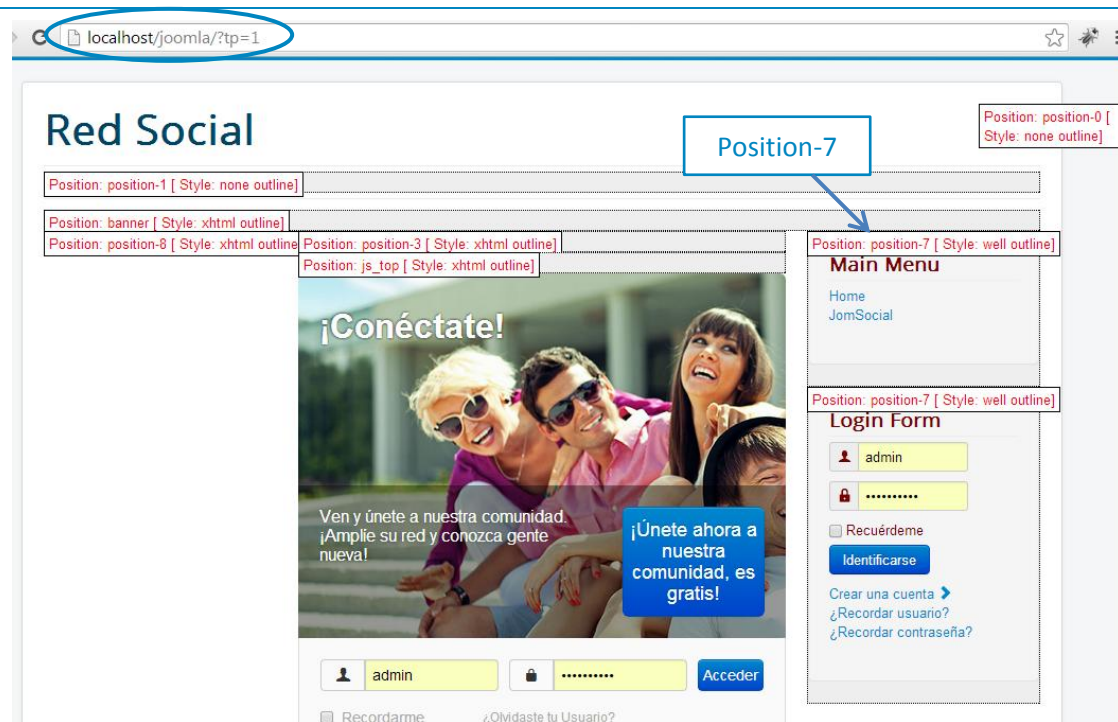 localhost/joomla/?tp=1
Red Social
Position-7
Position: position-0 [
Style: none outline]
Position: position-1 [ Style: none outline]
Position: banner [ Style: xhtml outline]
Position: position-8 [ Style: xhtml outline
Position: position-3 [ Style: xhtml outline]
Position: js_top [ Style: xhtml outline]
¡Conéctate!
Ven y únete a nuestra comunidad.
¡Amplíe su red y conozca gente
nueva!
¡Únete ahora a
nuestra
comunidad, es
gratis!
admin
Acceder
Recordarme
¿Olvidaste tu Usuario?
Position: position-7 [ Style: well outline]
Main Menu
Home
JomSocial
Position: position-7 [ Style: well outline]
Login Form
admin
Recuérdeme
Identificarse
Crear una cuenta
¿Recordar usuario?
¿Recordar contraseña?